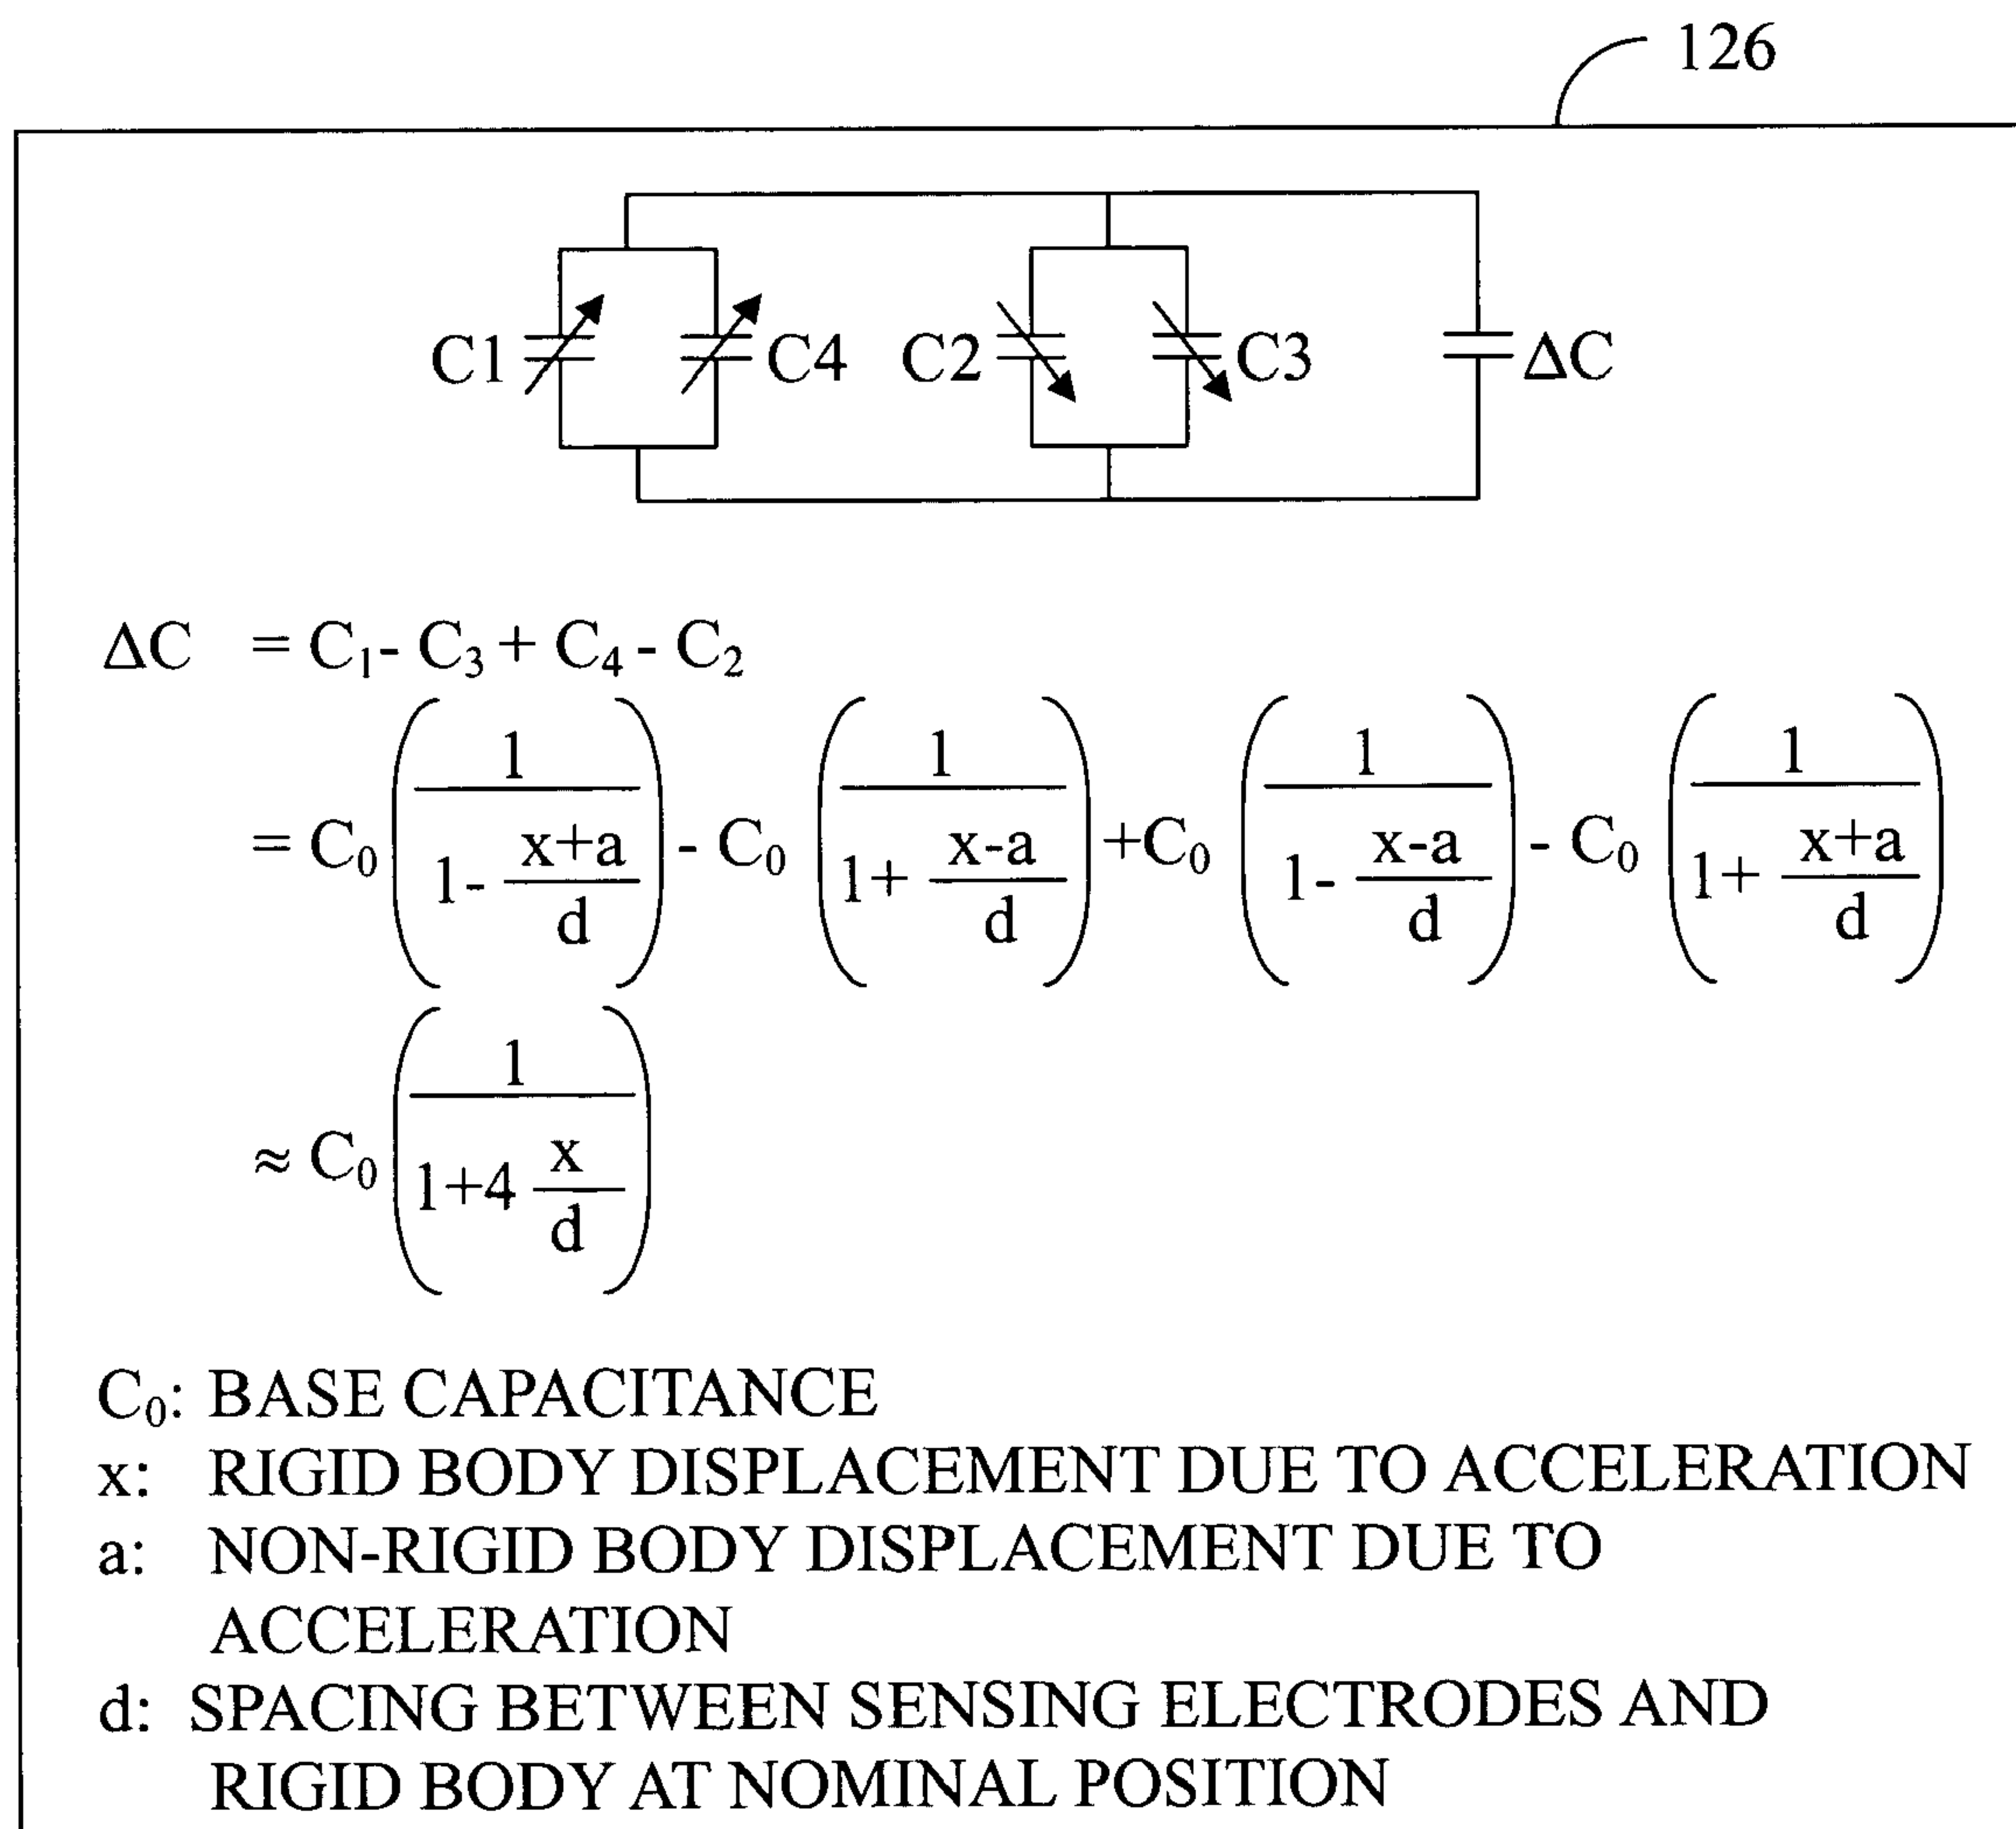 126
C1 C4 C2 C3 ΔC
ΔC = C₁- C₃ + C₄ - C₂
= C₀ (1 / (1- (x+a)/d)) - C₀ (1 / (1+ (x-a)/d)) +C₀ (1 / (1- (x-a)/d)) - C₀ (1 / (1+ (x+a)/d))
≈ C₀ (1 / (1+4 x/d))
C₀: BASE CAPACITANCE
x: RIGID BODY DISPLACEMENT DUE TO ACCELERATION
a: NON-RIGID BODY DISPLACEMENT DUE TO
ACCELERATION
d: SPACING BETWEEN SENSING ELECTRODES AND
RIGID BODY AT NOMINAL POSITION